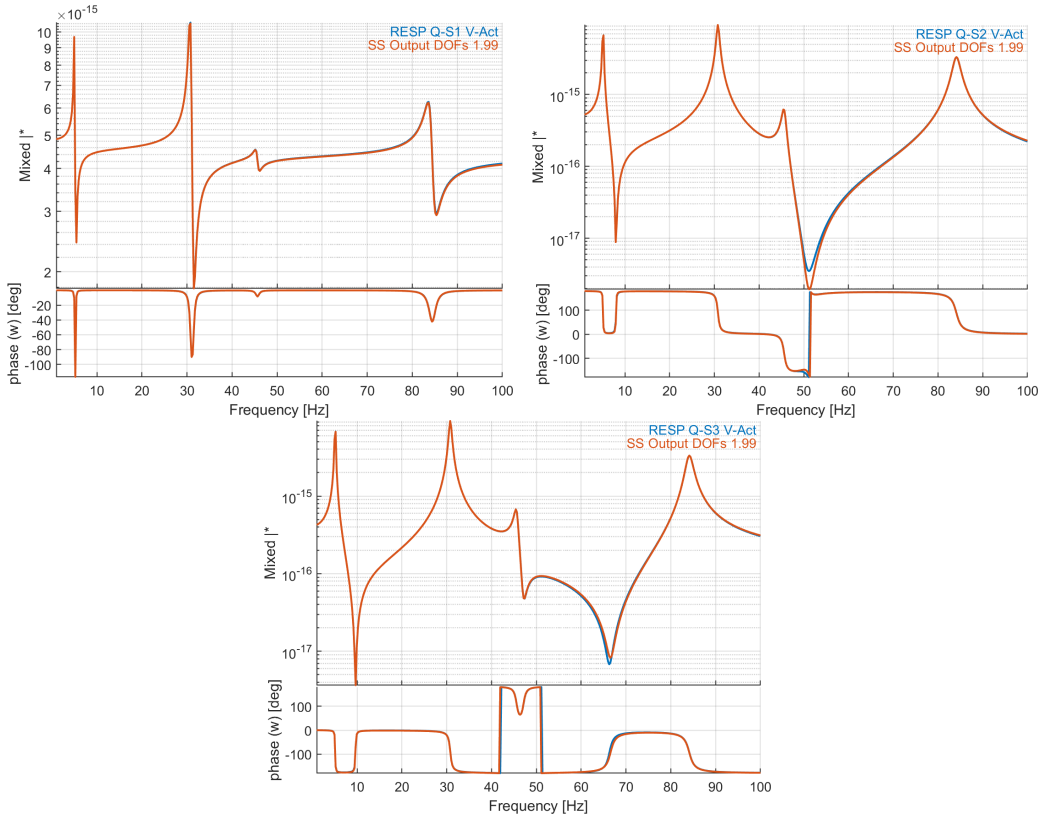 ×10⁻¹⁵
RESP Q-S1 V-Act
SS Output DOFs 1.99
10
9
8
7
6
5
4
3
2
Mixed |*
-20
-40
-60
-80
-100
phase (w) [deg]
10 20 30 40 50 60 70 80 90 100
Frequency [Hz]
RESP Q-S2 V-Act
SS Output DOFs 1.99
10⁻¹⁵
10⁻¹⁶
10⁻¹⁷
Mixed |*
100
0
-100
phase (w) [deg]
10 20 30 40 50 60 70 80 90 100
Frequency [Hz]
RESP Q-S3 V-Act
SS Output DOFs 1.99
10⁻¹⁵
10⁻¹⁶
10⁻¹⁷
Mixed |*
100
0
-100
phase (w) [deg]
10 20 30 40 50 60 70 80 90 100
Frequency [Hz]